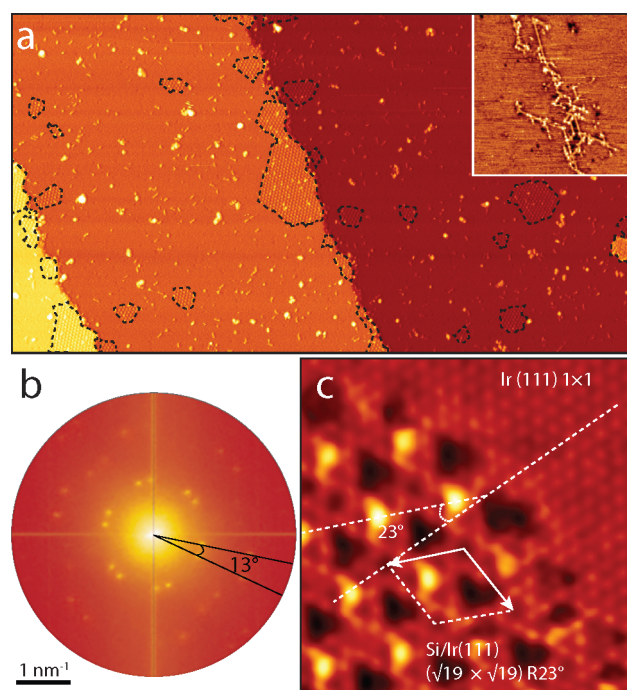 a
b
13°
1 nm⁻¹
c
Ir (111) 1×1
23°
Si/Ir(111)
(√19 × √19) R23°